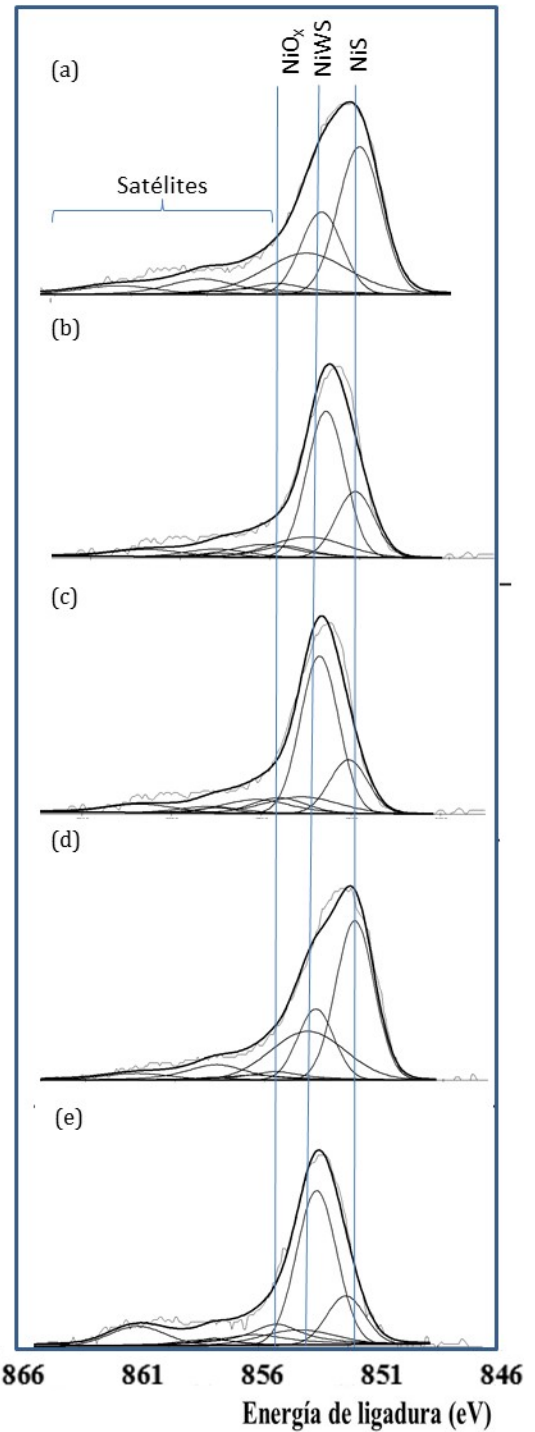 (a)
NiOx
NiWS
NiS
Satélites
(b)
(c)
(d)
(e)
866 861 856 851 846
Energía de ligadura (eV)